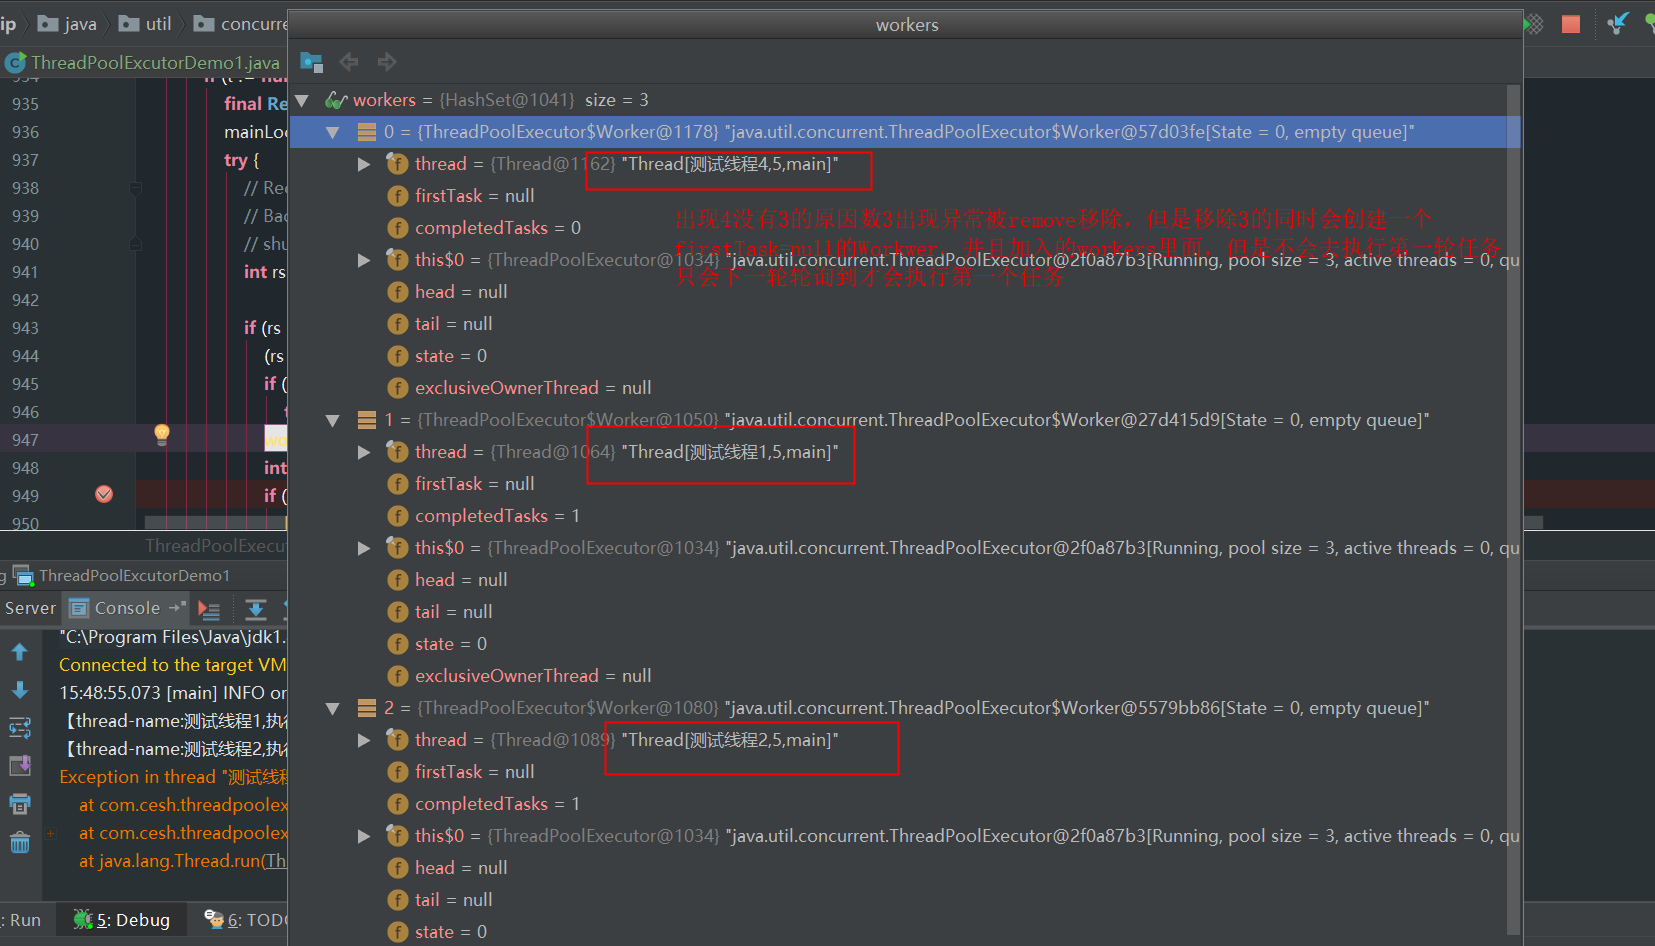 ip java util concurre
ThreadPoolExcutorDemo1.java
workers
workers = {HashSet@1041} size = 3
0 = {ThreadPoolExecutor$Worker@1178} "java.util.concurrent.ThreadPoolExecutor$Worker@57d03fe[State = 0, empty queue]"
thread = {Thread@1162} "Thread[测试线程4,5,main]"
firstTask = null
completedTasks = 0
出现4没有3的原因数3出现异常被remove移除，但是移除3的同时会创建一个
firstTask=null的Workwer，并且加入的workers里面，但是不会去执行第一轮任务
只会下一轮轮询到才会执行第一个任务
this$0 = {ThreadPoolExecutor@1034} "java.util.concurrent.ThreadPoolExecutor@2f0a87b3[Running, pool size = 3, active threads = 0, qu
head = null
tail = null
state = 0
exclusiveOwnerThread = null
1 = {ThreadPoolExecutor$Worker@1050} "java.util.concurrent.ThreadPoolExecutor$Worker@27d415d9[State = 0, empty queue]"
thread = {Thread@1064} "Thread[测试线程1,5,main]"
firstTask = null
completedTasks = 1
this$0 = {ThreadPoolExecutor@1034} "java.util.concurrent.ThreadPoolExecutor@2f0a87b3[Running, pool size = 3, active threads = 0, qu
head = null
tail = null
state = 0
exclusiveOwnerThread = null
2 = {ThreadPoolExecutor$Worker@1080} "java.util.concurrent.ThreadPoolExecutor$Worker@5579bb86[State = 0, empty queue]"
thread = {Thread@1089} "Thread[测试线程2,5,main]"
firstTask = null
completedTasks = 1
this$0 = {ThreadPoolExecutor@1034} "java.util.concurrent.ThreadPoolExecutor@2f0a87b3[Running, pool size = 3, active threads = 0, qu
head = null
tail = null
state = 0
935 final Re
936 mainLoc
937 try {
938 // Rec
939 // Bac
940 // shu
941 int rs
942
943 if (rs
944 (rs
945 if (
946 t
947 wo
948 int
949 if (
950
ThreadPoolExecut
g ThreadPoolExcutorDemo1
Server Console
"C:\Program Files\Java\jdk1.
Connected to the target VM
15:48:55.073 [main] INFO or
【thread-name:测试线程1,执行
【thread-name:测试线程2,执行
Exception in thread "测试线程
at com.cesh.threadpoolex
at com.cesh.threadpoolex
at java.lang.Thread.run(Th
: Run 5: Debug 6: TODO